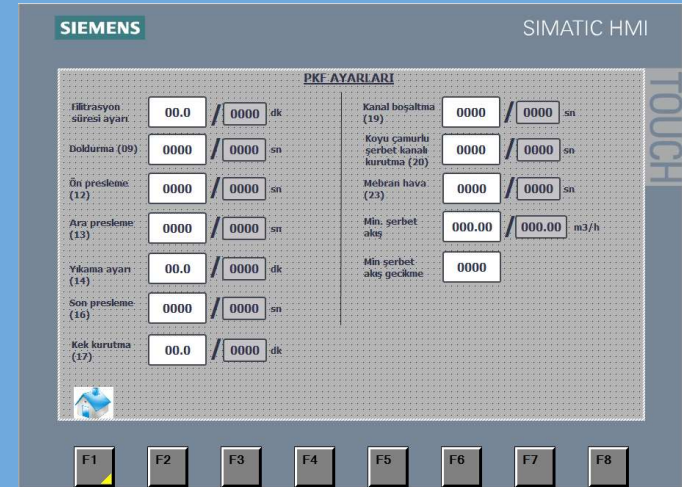 SIEMENS
SIMATIC HMI
TOUCH
PKF AYARLARI
Filitrasyon
süresi ayarı
00.0 / 0000 dk
Doldurma (09)
0000 / 0000 sn
Ön presleme
(12)
0000 / 0000 sn
Ara presleme
(13)
0000 / 0000 sn
Yıkama ayarı
(14)
00.0 / 0000 dk
Son presleme
(16)
0000 / 0000 sn
Kek kurutma
(17)
00.0 / 0000 dk
Kanal boşaltma
(19)
0000 / 0000 sn
Koyu çamurlu
şerbet kanalı
kurutma (20)
0000 / 0000 sn
Mebran hava
(23)
0000 / 0000 sn
Min. şerbet
akış
000.00 / 000.00 m3/h
Min şerbet
akış gecikme
0000
F1 F2 F3 F4 F5 F6 F7 F8